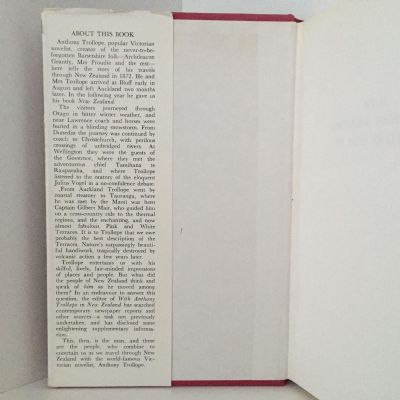 ABOUT THIS BOOK
Anthony Trollope, popular Victorian
novelist, creator of the never-to-be-
forgotten Barsetshire folk—Archdeacon
Grantly, Mrs Proudie and the rest—
here tells the story of his travels
through New Zealand in 1872. He and
Mrs Trollope arrived at Bluff early in
August and left Auckland two months
later. In the following year he gave us
his book New Zealand.
The visitors journeyed through
Otago in bitter winter weather, and
near Lawrence coach and horses were
buried in a blinding snowstorm. From
Dunedin the journey was continued by
coach to Christchurch, with perilous
crossings of unbridged rivers. At
Wellington they were the guests of
the Governor, where they met the
adventurous chief Tamihana te
Rauparaha, and where Trollope
listened to the oratory of the eloquent
Julius Vogel in a no-confidence debate.
From Auckland Trollope went by
coastal steamer to Tauranga, where
he was met by the Maori war hero
Captain Gilbert Mair, who guided him
on a cross-country ride to the thermal
regions, and the enchanting, and now
almost fabulous Pink and White
Terraces. It is to Trollope that we owe
probably the best description of the
Terraces, Nature's surpassingly beauti-
ful handiwork, tragically destroyed by
volcanic action a few years later.
Trollope entertains us with his
skilful, lively, fair-minded impressions
of places and people. But what did the
people of New Zealand think and
speak of him as he moved among
them? In an endeavour to answer this
question, the editor of With Anthony
Trollope in New Zealand has searched
contemporary newspaper reports and
other sources—a task not previously
undertaken, and has disclosed some
enlightening supplementary informa-
tion.
This, then, is the man, and these
are the people, who combine to
entertain us as we travel through New
Zealand with the world-famous Vic-
torian novelist, Anthony Trollope.